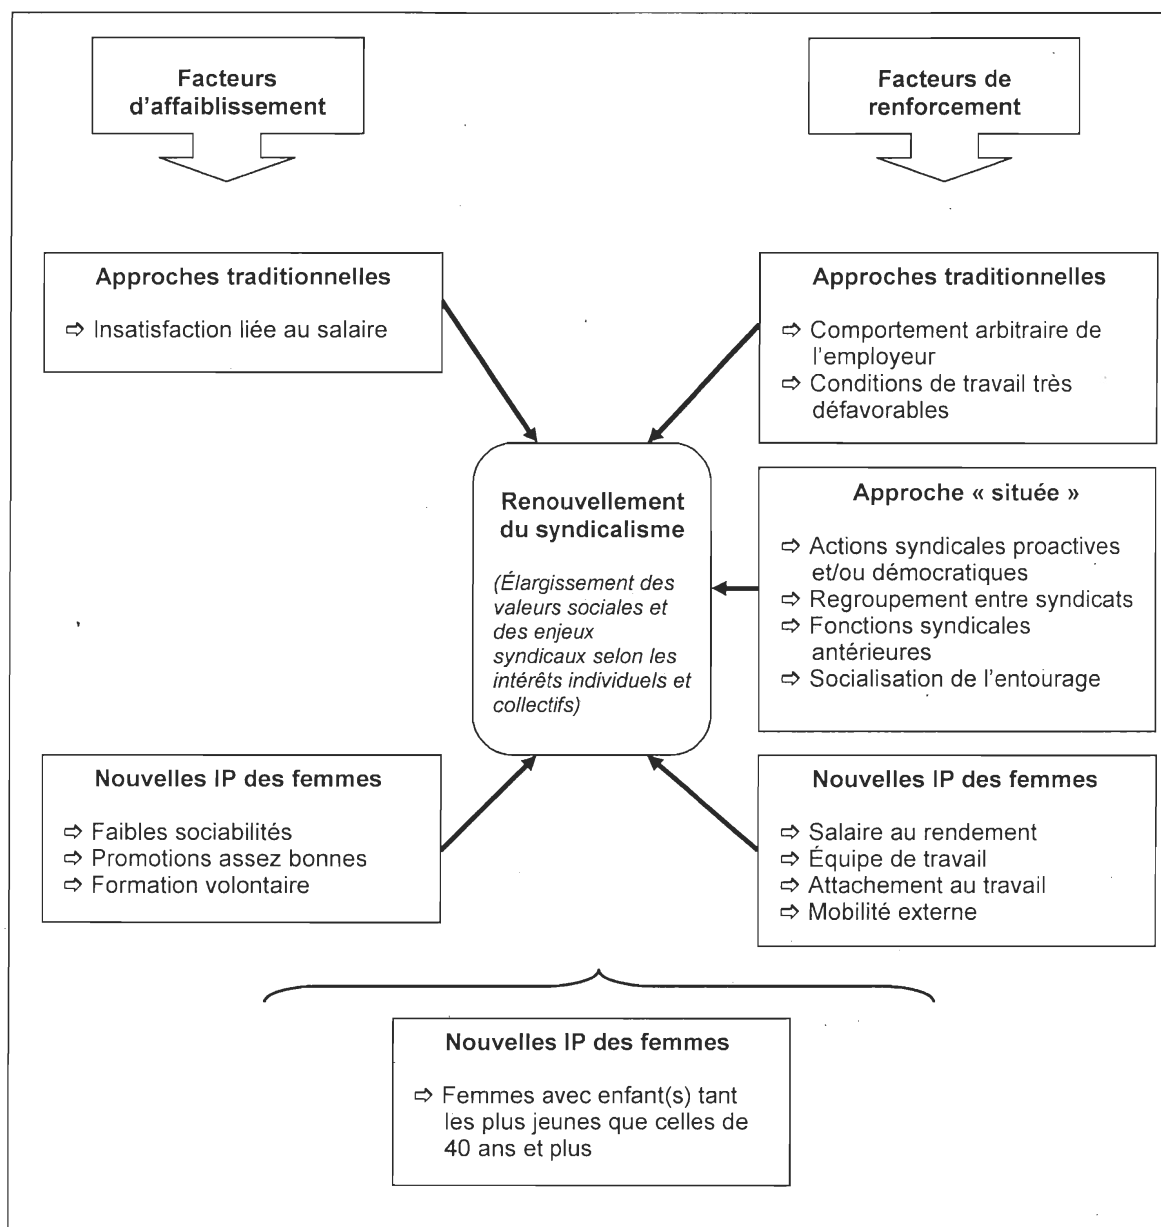 Facteurs
d'affaiblissement
Facteurs de
renforcement
Approches traditionnelles
⇨ Insatisfaction liée au salaire
Approches traditionnelles
⇨ Comportement arbitraire de
l'employeur
⇨ Conditions de travail très
défavorables
Renouvellement
du syndicalisme
(Élargissement des
valeurs sociales et
des enjeux
syndicaux selon les
intérêts individuels et
collectifs)
Approche « située »
⇨ Actions syndicales proactives
et/ou démocratiques
⇨ Regroupement entre syndicats
⇨ Fonctions syndicales
antérieures
⇨ Socialisation de l'entourage
Nouvelles IP des femmes
⇨ Faibles sociabilités
⇨ Promotions assez bonnes
⇨ Formation volontaire
Nouvelles IP des femmes
⇨ Salaire au rendement
⇨ Équipe de travail
⇨ Attachement au travail
⇨ Mobilité externe
Nouvelles IP des femmes
⇨ Femmes avec enfant(s) tant
les plus jeunes que celles de
40 ans et plus